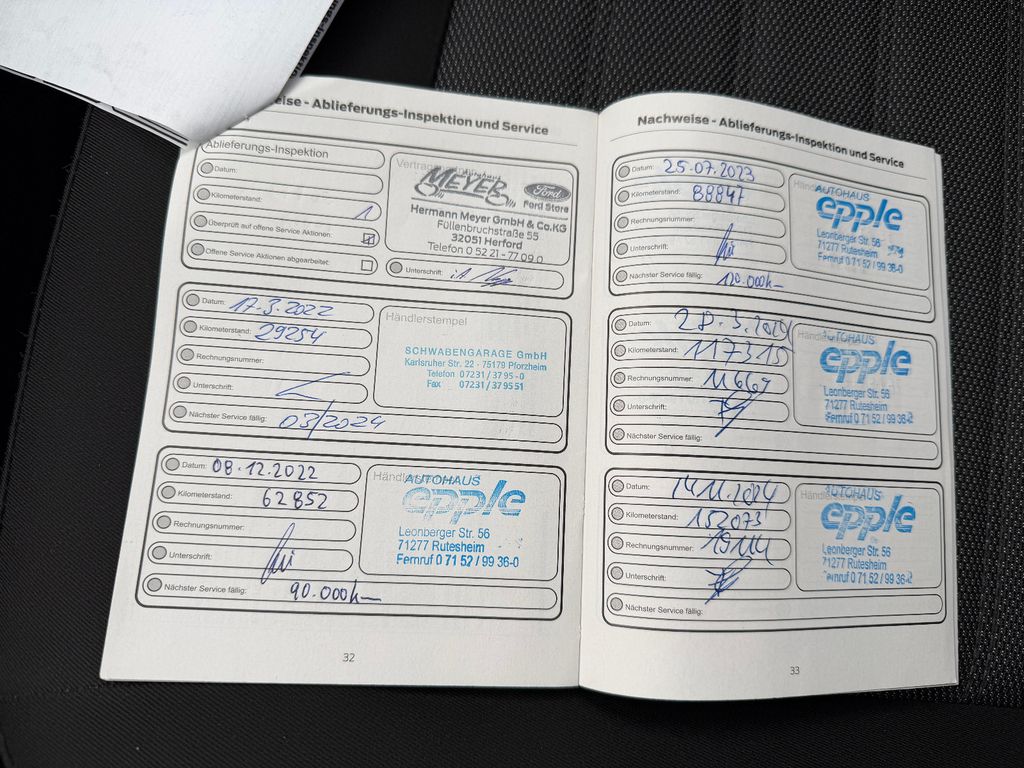 eise - Ablieferungs-Inspektion und Service
Ablieferungs-Inspektion
Datum:
Kilometerstand: 1
Überprüft auf offene Service Aktionen:
Offene Service Aktionen abgearbeitet:
MEYER
Ford
Ford Store
Hermann Meyer GmbH & Co.KG
Füllenbruchstraße 55
32051 Herford
Telefon 0 52 21 - 77 09 0
Unterschrift:
Datum: 17.3.2022
Kilometerstand: 29254
Rechnungsnummer:
Unterschrift:
Nächster Service fällig: 03/2024
Händlerstempel
SCHWABENGARAGE GmbH
Karlsruher Str. 22 - 75179 Pforzheim
Telefon 07231/3795-0
Fax 07231/379551
Datum: 08.12.2022
Kilometerstand: 62852
Rechnungsnummer:
Unterschrift:
Nächster Service fällig: 90.000km
AUTOHAUS
epple
Leonberger Str. 56
71277 Rutesheim
Fernruf 0 71 52 / 99 36-0
32
Nachweise - Ablieferungs-Inspektion und Service
Datum: 25.07.2023
Kilometerstand: 88847
Rechnungsnummer:
Unterschrift:
Nächster Service fällig: 120.000km
AUTOHAUS
epple
Leonberger Str. 56
71277 Rutesheim
Fernruf 0 71 52 / 99 36-0
Datum: 28.3.2024
Kilometerstand: 117315
Rechnungsnummer: 11669
Unterschrift:
Nächster Service fällig:
AUTOHAUS
epple
Leonberger Str. 56
71277 Rutesheim
Fernruf 0 71 52 / 99 36-0
Datum: 14.11.2024
Kilometerstand: 152073
Rechnungsnummer:
Unterschrift:
Nächster Service fällig:
AUTOHAUS
epple
Leonberger Str. 56
71277 Rutesheim
Fernruf 0 71 52 / 99 36-0
33